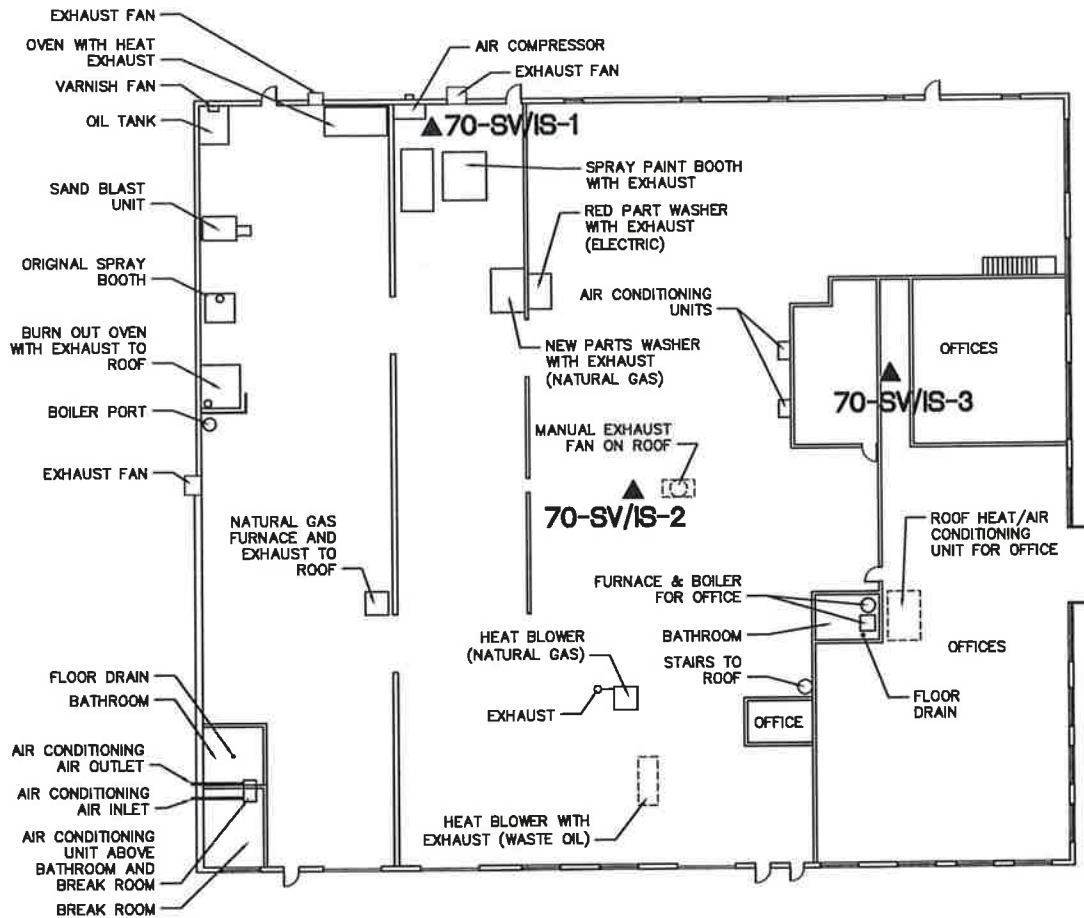 EXHAUST FAN
OVEN WITH HEAT
EXHAUST
VARNISH FAN
OIL TANK
SAND BLAST
UNIT
ORIGINAL SPRAY
BOOTH
BURN OUT OVEN
WITH EXHAUST TO
ROOF
BOILER PORT
EXHAUST FAN
NATURAL GAS
FURNACE AND
EXHAUST TO
ROOF
FLOOR DRAIN
BATHROOM
AIR CONDITIONING
AIR OUTLET
AIR CONDITIONING
AIR INLET
AIR CONDITIONING
UNIT ABOVE
BATHROOM AND
BREAK ROOM
BREAK ROOM
AIR COMPRESSOR
EXHAUST FAN
70-SV/IS-1
SPRAY PAINT BOOTH
WITH EXHAUST
RED PART WASHER
WITH EXHAUST
(ELECTRIC)
AIR CONDITIONING
UNITS
NEW PARTS WASHER
WITH EXHAUST
(NATURAL GAS)
OFFICES
70-SV/IS-3
MANUAL EXHAUST
FAN ON ROOF
70-SV/IS-2
ROOF HEAT/AIR
CONDITIONING
UNIT FOR OFFICE
FURNACE & BOILER
FOR OFFICE
BATHROOM
HEAT BLOWER
(NATURAL GAS)
STAIRS TO
ROOF
OFFICES
FLOOR
DRAIN
EXHAUST
OFFICE
HEAT BLOWER WITH
EXHAUST (WASTE OIL)